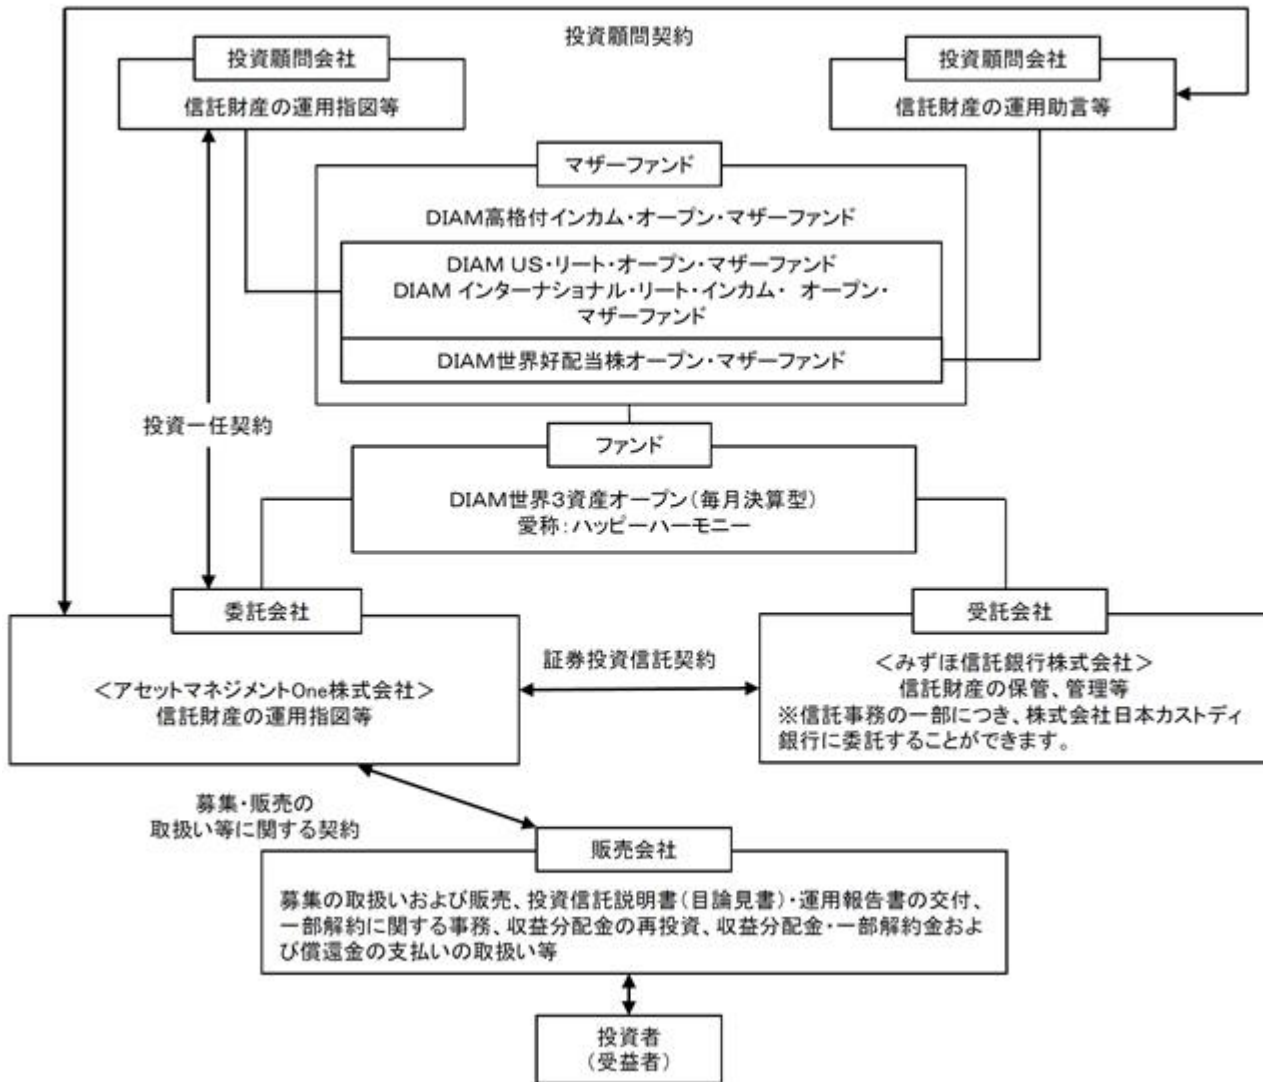 投資顧問契約
投資顧問会社
信託財産の運用指図等
投資顧問会社
信託財産の運用助言等
マザーファンド
DIAM高格付インカム・オープン・マザーファンド
DIAM US・リート・オープン・マザーファンド
DIAM インターナショナル・リート・インカム・ オープン・
マザーファンド
DIAM世界好配当株オープン・マザーファンド
投資一任契約
ファンド
DIAM世界3資産オープン(毎月決算型)
愛称:ハッピーハーモニー
委託会社
<アセットマネジメントOne株式会社>
信託財産の運用指図等
証券投資信託契約
受託会社
<みずほ信託銀行株式会社>
信託財産の保管、管理等
※信託事務の一部につき、株式会社日本カストディ
銀行に委託することができます。
募集・販売の
取扱い等に関する契約
販売会社
募集の取扱いおよび販売、投資信託説明書(目論見書)・運用報告書の交付、
一部解約に関する事務、収益分配金の再投資、収益分配金・一部解約金およ
び償還金の支払いの取扱い等
投資者
(受益者)